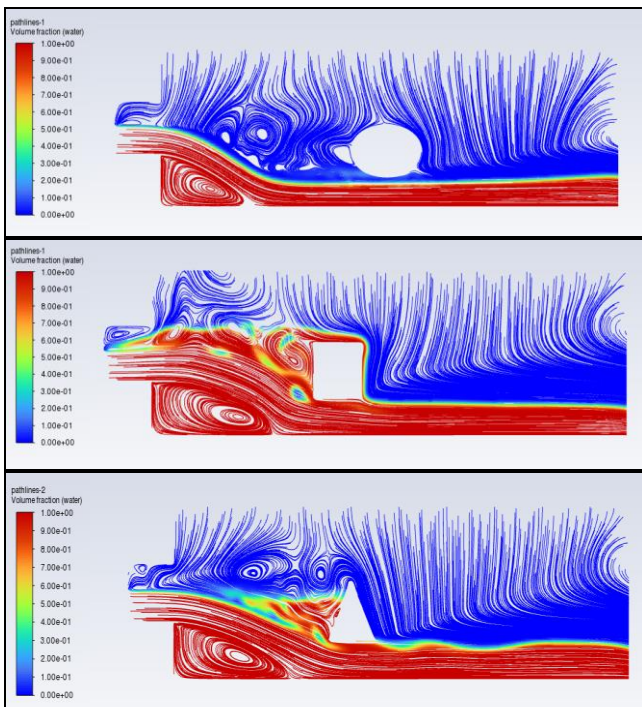 pathlines-1
Volume fraction (water)
1.00e+00
9.00e-01
8.00e-01
7.00e-01
6.00e-01
5.00e-01
4.00e-01
3.00e-01
2.00e-01
1.00e-01
0.00e+00
pathlines-1
Volume fraction (water)
1.00e+00
9.00e-01
8.00e-01
7.00e-01
6.00e-01
5.00e-01
4.00e-01
3.00e-01
2.00e-01
1.00e-01
0.00e+00
pathlines-2
Volume fraction (water)
1.00e+00
9.00e-01
8.00e-01
7.00e-01
6.00e-01
5.00e-01
4.00e-01
3.00e-01
2.00e-01
1.00e-01
0.00e+00